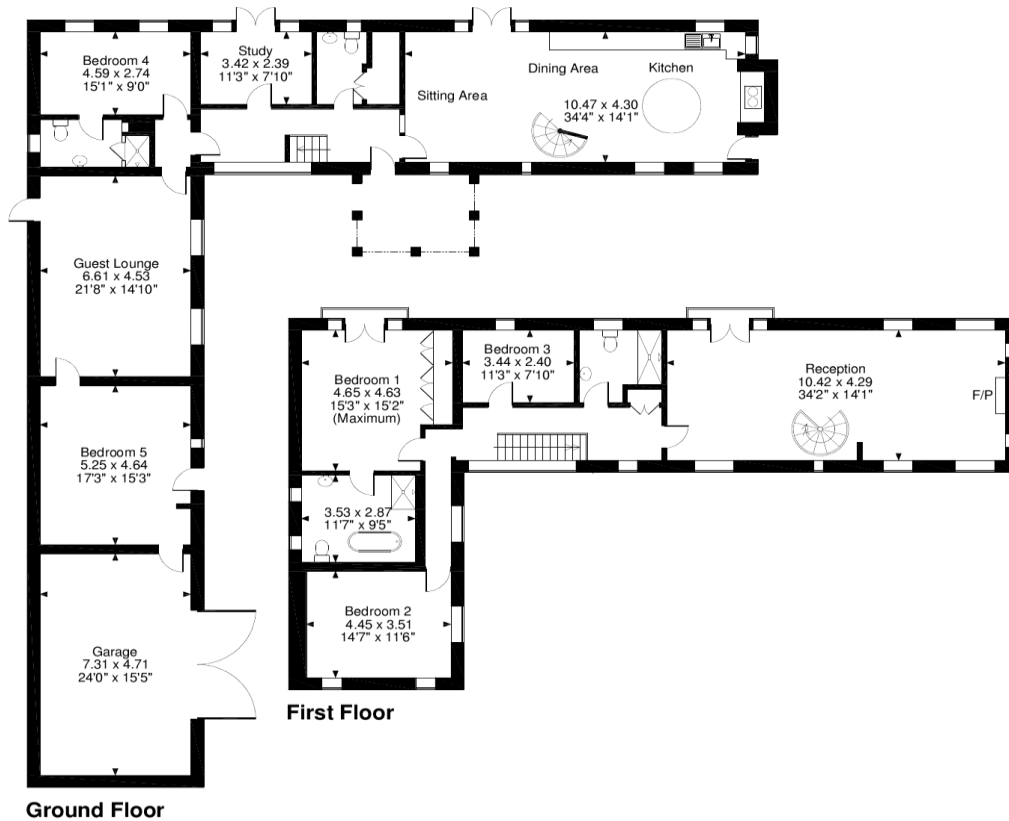 Bedroom 4
4.59 x 2.74
15'1" x 9'0"
Study
3.42 x 2.39
11'3" x 7'10"
Sitting Area
Dining Area
Kitchen
10.47 x 4.30
34'4" x 14'1"
Guest Lounge
6.61 x 4.53
21'8" x 14'10"
Bedroom 5
5.25 x 4.64
17'3" x 15'3"
Garage
7.31 x 4.71
24'0" x 15'5"
Ground Floor
Bedroom 1
4.65 x 4.63
15'3" x 15'2"
(Maximum)
Bedroom 3
3.44 x 2.40
11'3" x 7'10"
Reception
10.42 x 4.29
34'2" x 14'1"
F/P
3.53 x 2.87
11'7" x 9'5"
Bedroom 2
4.45 x 3.51
14'7" x 11'6"
First Floor